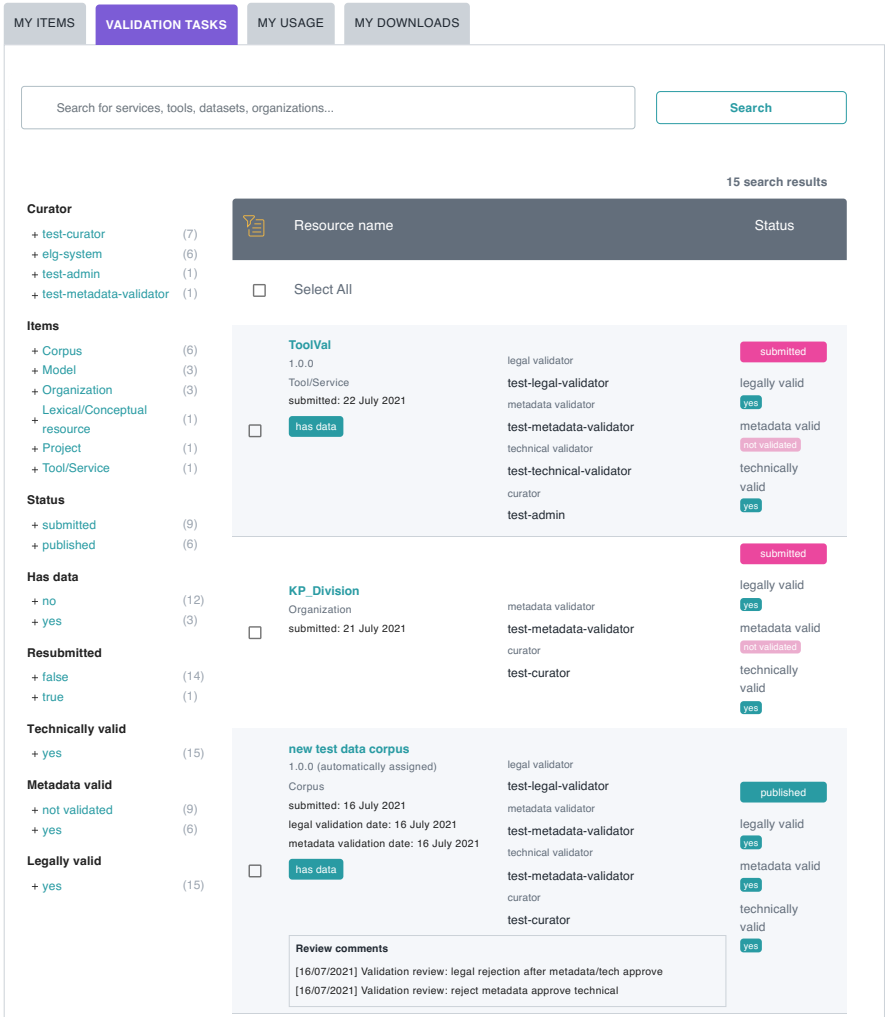 MY ITEMS
VALIDATION TASKS
MY USAGE
MY DOWNLOADS
Search for services, tools, datasets, organizations...
Search
15 search results
Curator
+ test-curator (7)
+ elg-system (6)
+ test-admin (1)
+ test-metadata-validator (1)
Items
+ Corpus (6)
+ Model (3)
+ Organization (3)
+ Lexical/Conceptual
resource (1)
+ Project (1)
+ Tool/Service (1)
Status
+ submitted (9)
+ published (6)
Has data
+ no (12)
+ yes (3)
Resubmitted
+ false (14)
+ true (1)
Technically valid
+ yes (15)
Metadata valid
+ not validated (9)
+ yes (6)
Legally valid
+ yes (15)
Resource name
Status
Select All
ToolVal
1.0.0
Tool/Service
submitted: 22 July 2021
has data
legal validator
test-legal-validator
metadata validator
test-metadata-validator
technical validator
test-technical-validator
curator
test-admin
submitted
legally valid
yes
metadata valid
not validated
technically
valid
yes
KP_Division
Organization
submitted: 21 July 2021
metadata validator
test-metadata-validator
curator
test-curator
submitted
legally valid
yes
metadata valid
not validated
technically
valid
yes
new test data corpus
1.0.0 (automatically assigned)
Corpus
submitted: 16 July 2021
legal validation date: 16 July 2021
metadata validation date: 16 July 2021
has data
legal validator
test-legal-validator
metadata validator
test-metadata-validator
technical validator
test-metadata-validator
curator
test-curator
published
legally valid
yes
metadata valid
yes
technically
valid
yes
Review comments
[16/07/2021] Validation review: legal rejection after metadata/tech approve
[16/07/2021] Validation review: reject metadata approve technical